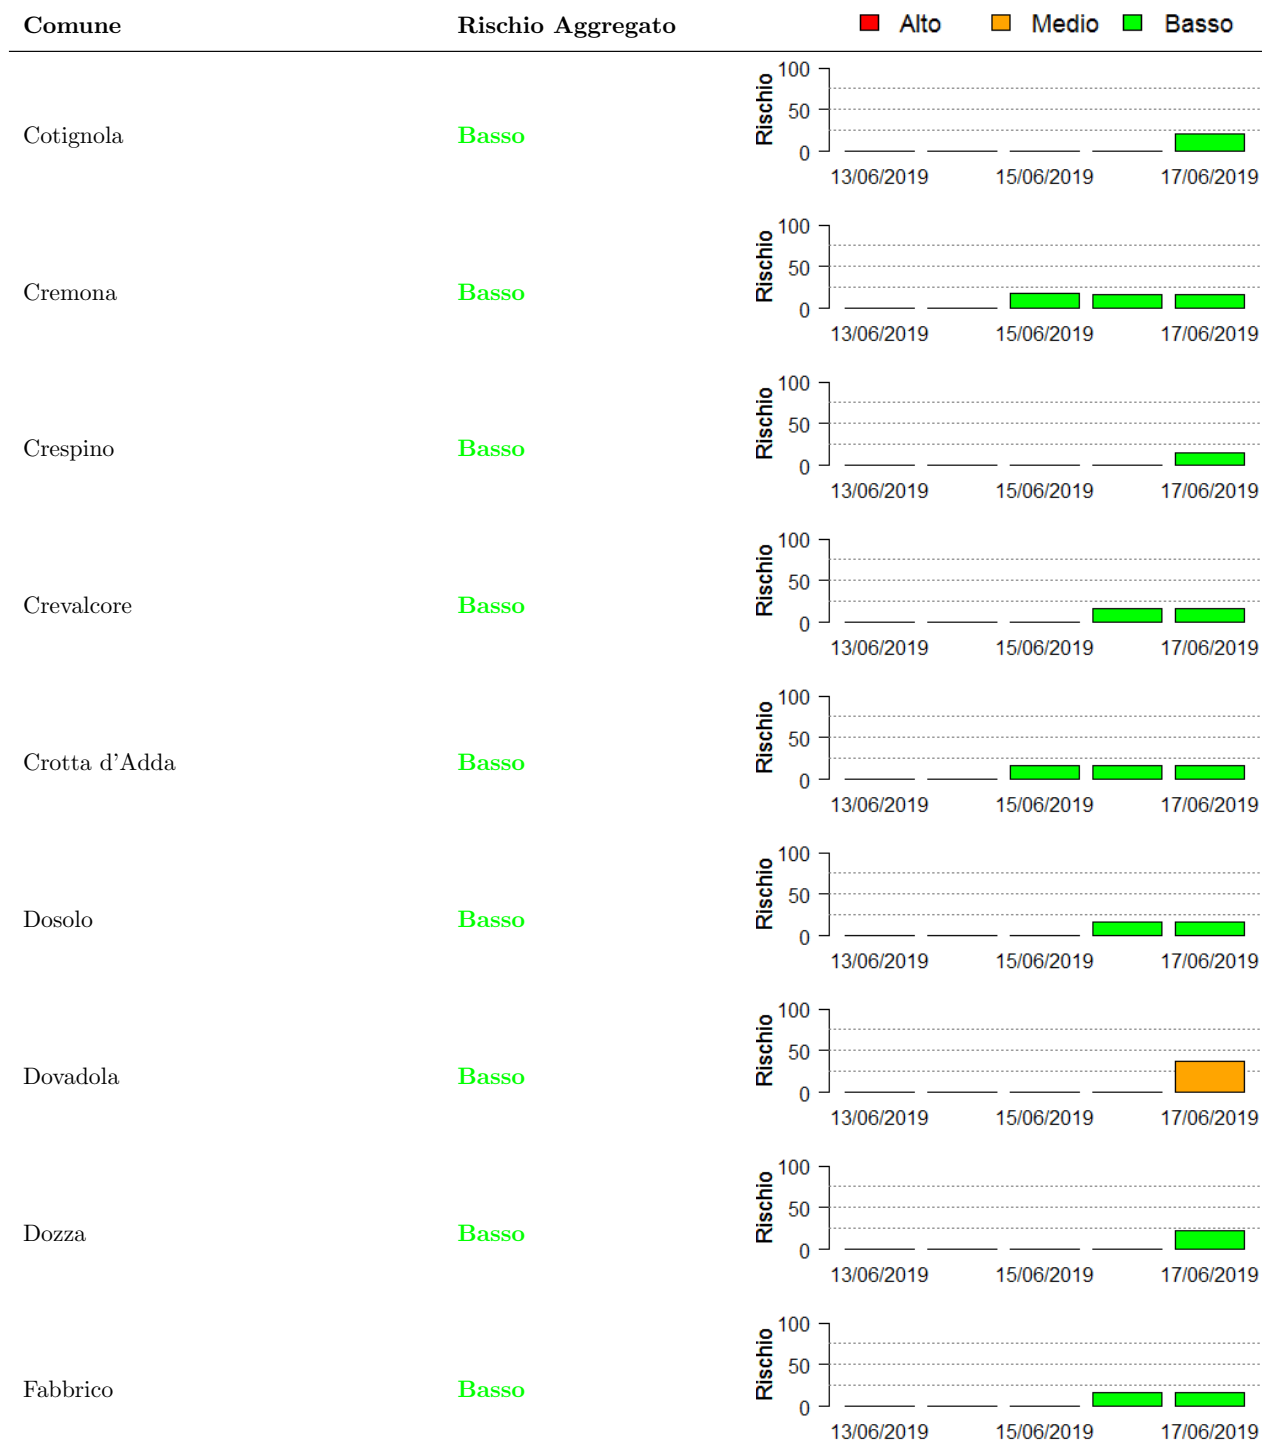 Comune Rischio Aggregato Alto Medio Basso
Cotignola Basso
Rischio
100
50
0
13/06/2019 15/06/2019 17/06/2019
Cremona Basso
Rischio
100
50
0
13/06/2019 15/06/2019 17/06/2019
Crespino Basso
Rischio
100
50
0
13/06/2019 15/06/2019 17/06/2019
Crevalcore Basso
Rischio
100
50
0
13/06/2019 15/06/2019 17/06/2019
Crotta d'Adda Basso
Rischio
100
50
0
13/06/2019 15/06/2019 17/06/2019
Dosolo Basso
Rischio
100
50
0
13/06/2019 15/06/2019 17/06/2019
Dovadola Basso
Rischio
100
50
0
13/06/2019 15/06/2019 17/06/2019
Dozza Basso
Rischio
100
50
0
13/06/2019 15/06/2019 17/06/2019
Fabbrico Basso
Rischio
100
50
0
13/06/2019 15/06/2019 17/06/2019